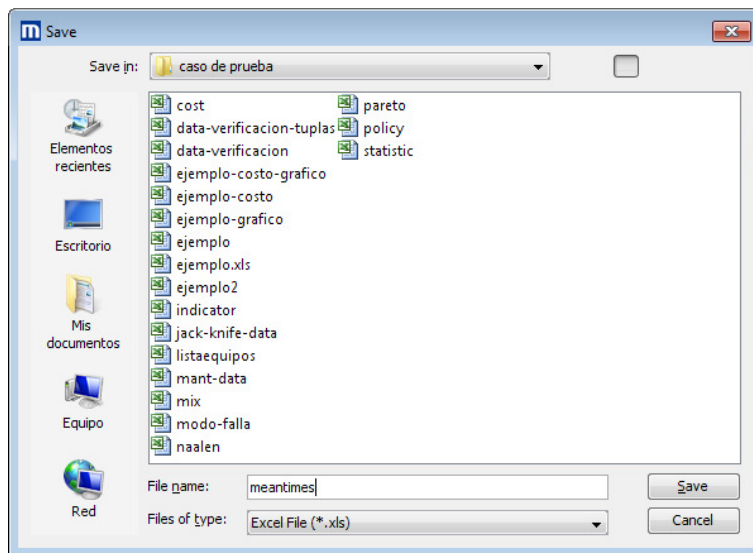 m Save
Save in: caso de prueba
Elementos
recientes
Escritorio
Mis
documentos
Equipo
Red
cost
data-verificacion-tuplas
data-verificacion
ejemplo-costo-grafico
ejemplo-costo
ejemplo-grafico
ejemplo
ejemplo.xls
ejemplo2
indicator
jack-knife-data
listaequipos
mant-data
mix
modo-falla
naalen
pareto
policy
statistic
File name: meantimes Save
Files of type: Excel File (*.xls) Cancel